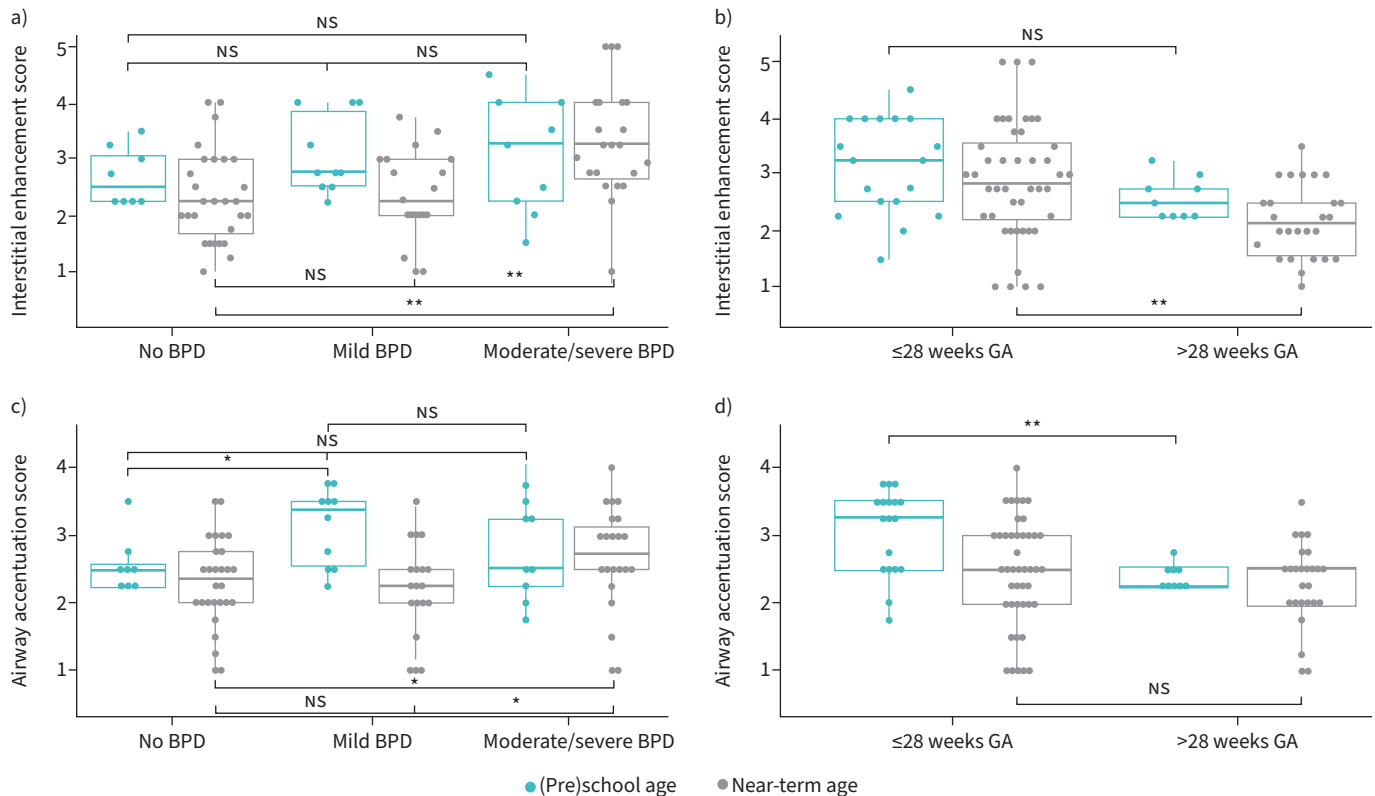 a)
NS
NS NS
Interstitial enhancement score
5
4
3
2
1
NS **
**
No BPD Mild BPD Moderate/severe BPD
b)
NS
Interstitial enhancement score
5
4
3
2
1
**
≤28 weeks GA >28 weeks GA
c)
NS
NS
*
Airway accentuation score
4
3
2
1
*
NS *
No BPD Mild BPD Moderate/severe BPD
d)
**
Airway accentuation score
4
3
2
1
NS
≤28 weeks GA >28 weeks GA
(Pre)school age Near-term age